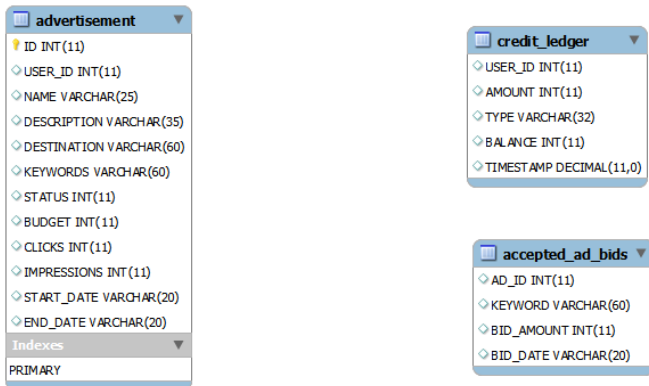 advertisement
ID INT(11)
USER_ID INT(11)
NAME VARCHAR(25)
DESCRIPTION VARCHAR(35)
DESTINATION VARCHAR(60)
KEYWORDS VARCHAR(60)
STATUS INT(11)
BUDGET INT(11)
CLICKS INT(11)
IMPRESSIONS INT(11)
START_DATE VARCHAR(20)
END_DATE VARCHAR(20)
Indexes
PRIMARY
credit_ledger
USER_ID INT(11)
AMOUNT INT(11)
TYPE VARCHAR(32)
BALANCE INT(11)
TIMESTAMP DECIMAL(11,0)
accepted_ad_bids
AD_ID INT(11)
KEYWORD VARCHAR(60)
BID_AMOUNT INT(11)
BID_DATE VARCHAR(20)